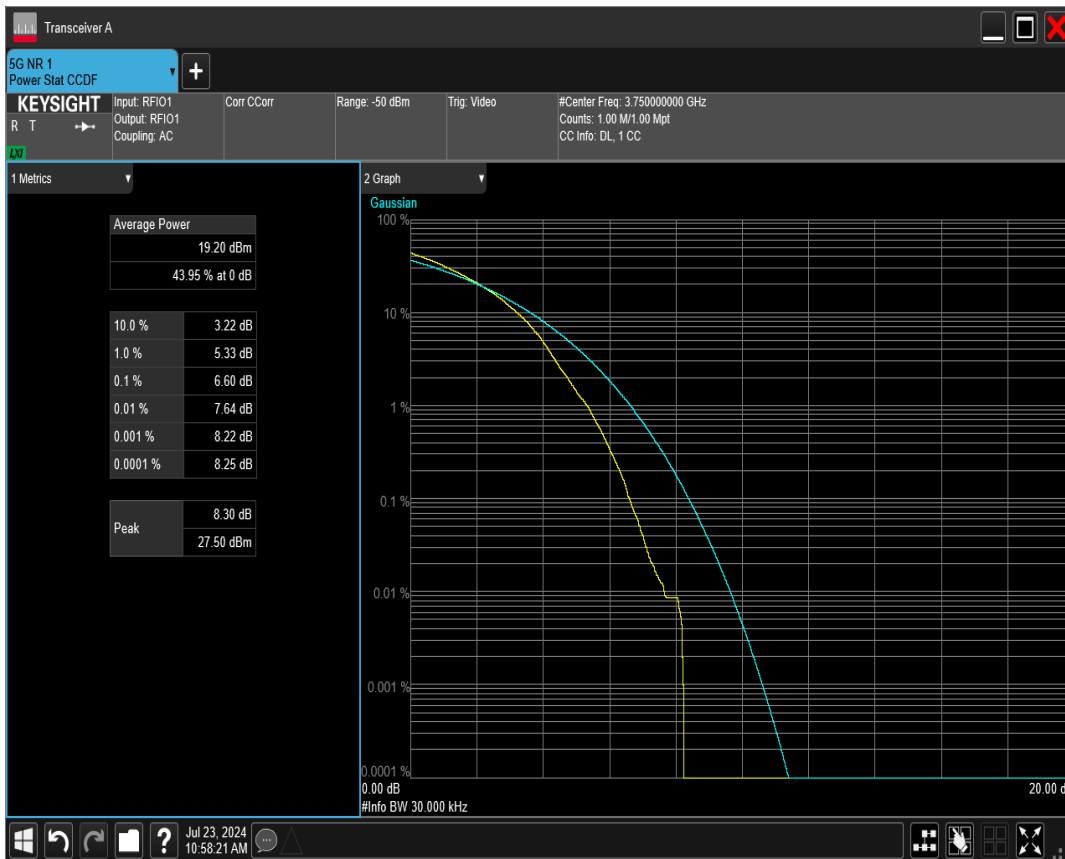 Transceiver A
5G NR 1
Power Stat CCDF
KEYSIGHT
R T
LXI
Input: RFIO1
Output: RFIO1
Coupling: AC
Corr CCorr
Range: -50 dBm
Trig: Video
#Center Freq: 3.750000000 GHz
Counts: 1.00 M/1.00 Mpt
CC Info: DL, 1 CC
1 Metrics
Average Power
19.20 dBm
43.95 % at 0 dB
10.0 % 3.22 dB
1.0 % 5.33 dB
0.1 % 6.60 dB
0.01 % 7.64 dB
0.001 % 8.22 dB
0.0001 % 8.25 dB
Peak
8.30 dB
27.50 dBm
2 Graph
Gaussian
100 %
10 %
1 %
0.1 %
0.01 %
0.001 %
0.0001 %
0.00 dB
20.00 d
#Info BW 30.000 kHz
Jul 23, 2024
10:58:21 AM